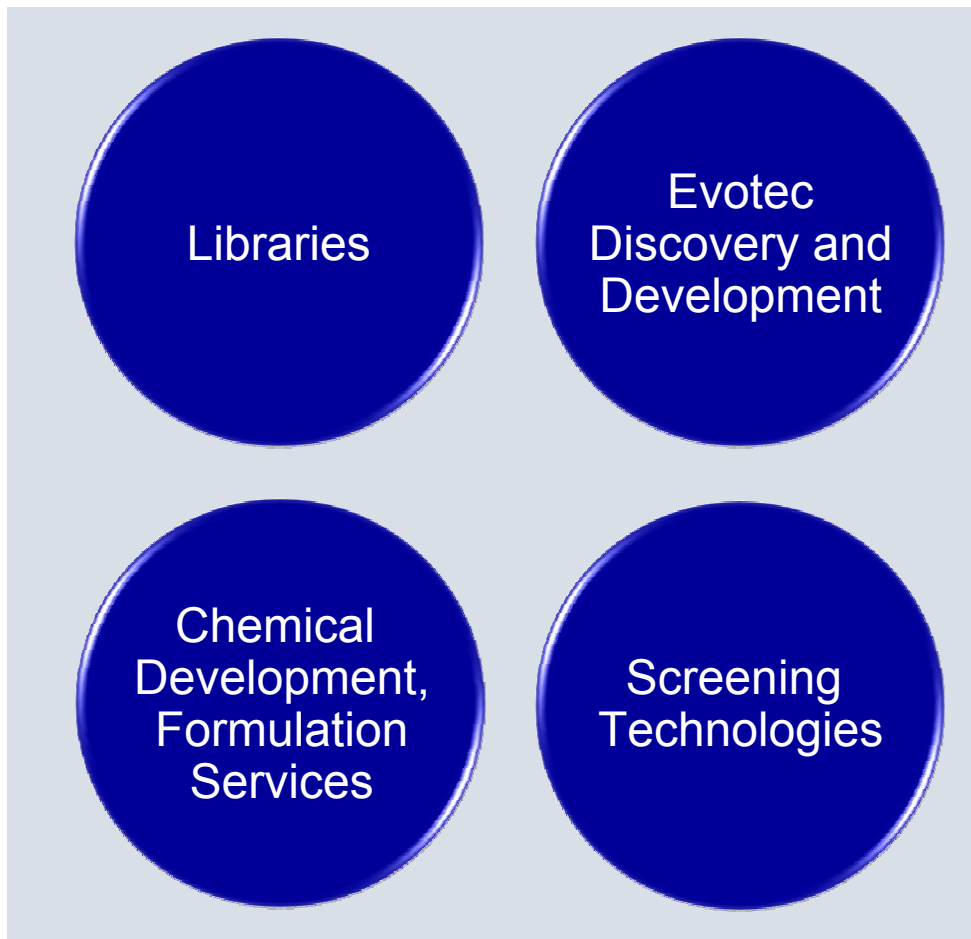 Libraries
Evotec
Discovery and
Development
Chemical
Development,
Formulation
Services
Screening
Technologies